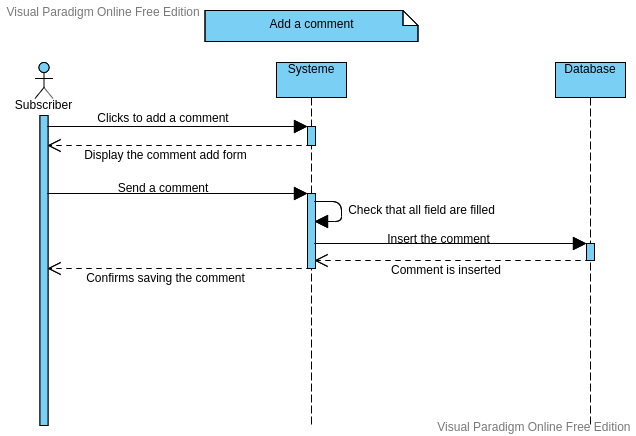 Visual Paradigm Online Free Edition
Add a comment
Systeme
Database
Subscriber
Clicks to add a comment
Display the comment add form
Send a comment
Check that all field are filled
Insert the comment
Comment is inserted
Confirms saving the comment
Visual Paradigm Online Free Edition